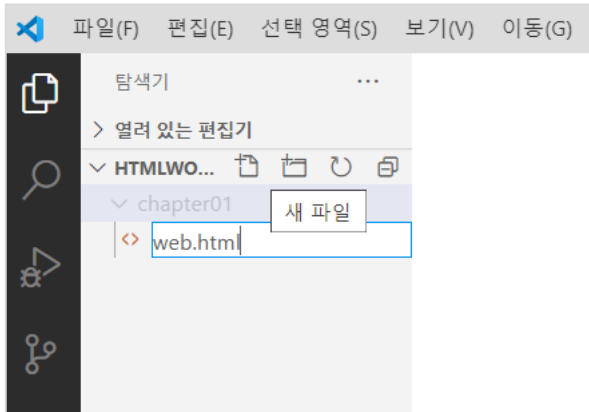 파일(F) 편집(E) 선택 영역(S) 보기(V) 이동(G)
탐색기 ...
> 열려 있는 편집기
HTMLWO...
chapter01
새 파일
<> web.html